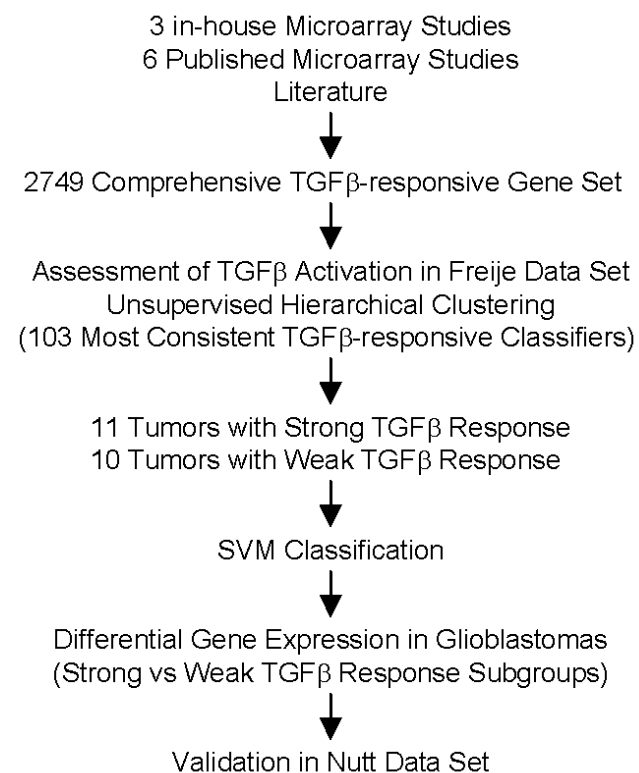 3 in-house Microarray Studies
6 Published Microarray Studies
Literature
2749 Comprehensive TGFβ-responsive Gene Set
Assessment of TGFβ Activation in Freije Data Set
Unsupervised Hierarchical Clustering
(103 Most Consistent TGFβ-responsive Classifiers)
11 Tumors with Strong TGFβ Response
10 Tumors with Weak TGFβ Response
SVM Classification
Differential Gene Expression in Glioblastomas
(Strong vs Weak TGFβ Response Subgroups)
Validation in Nutt Data Set